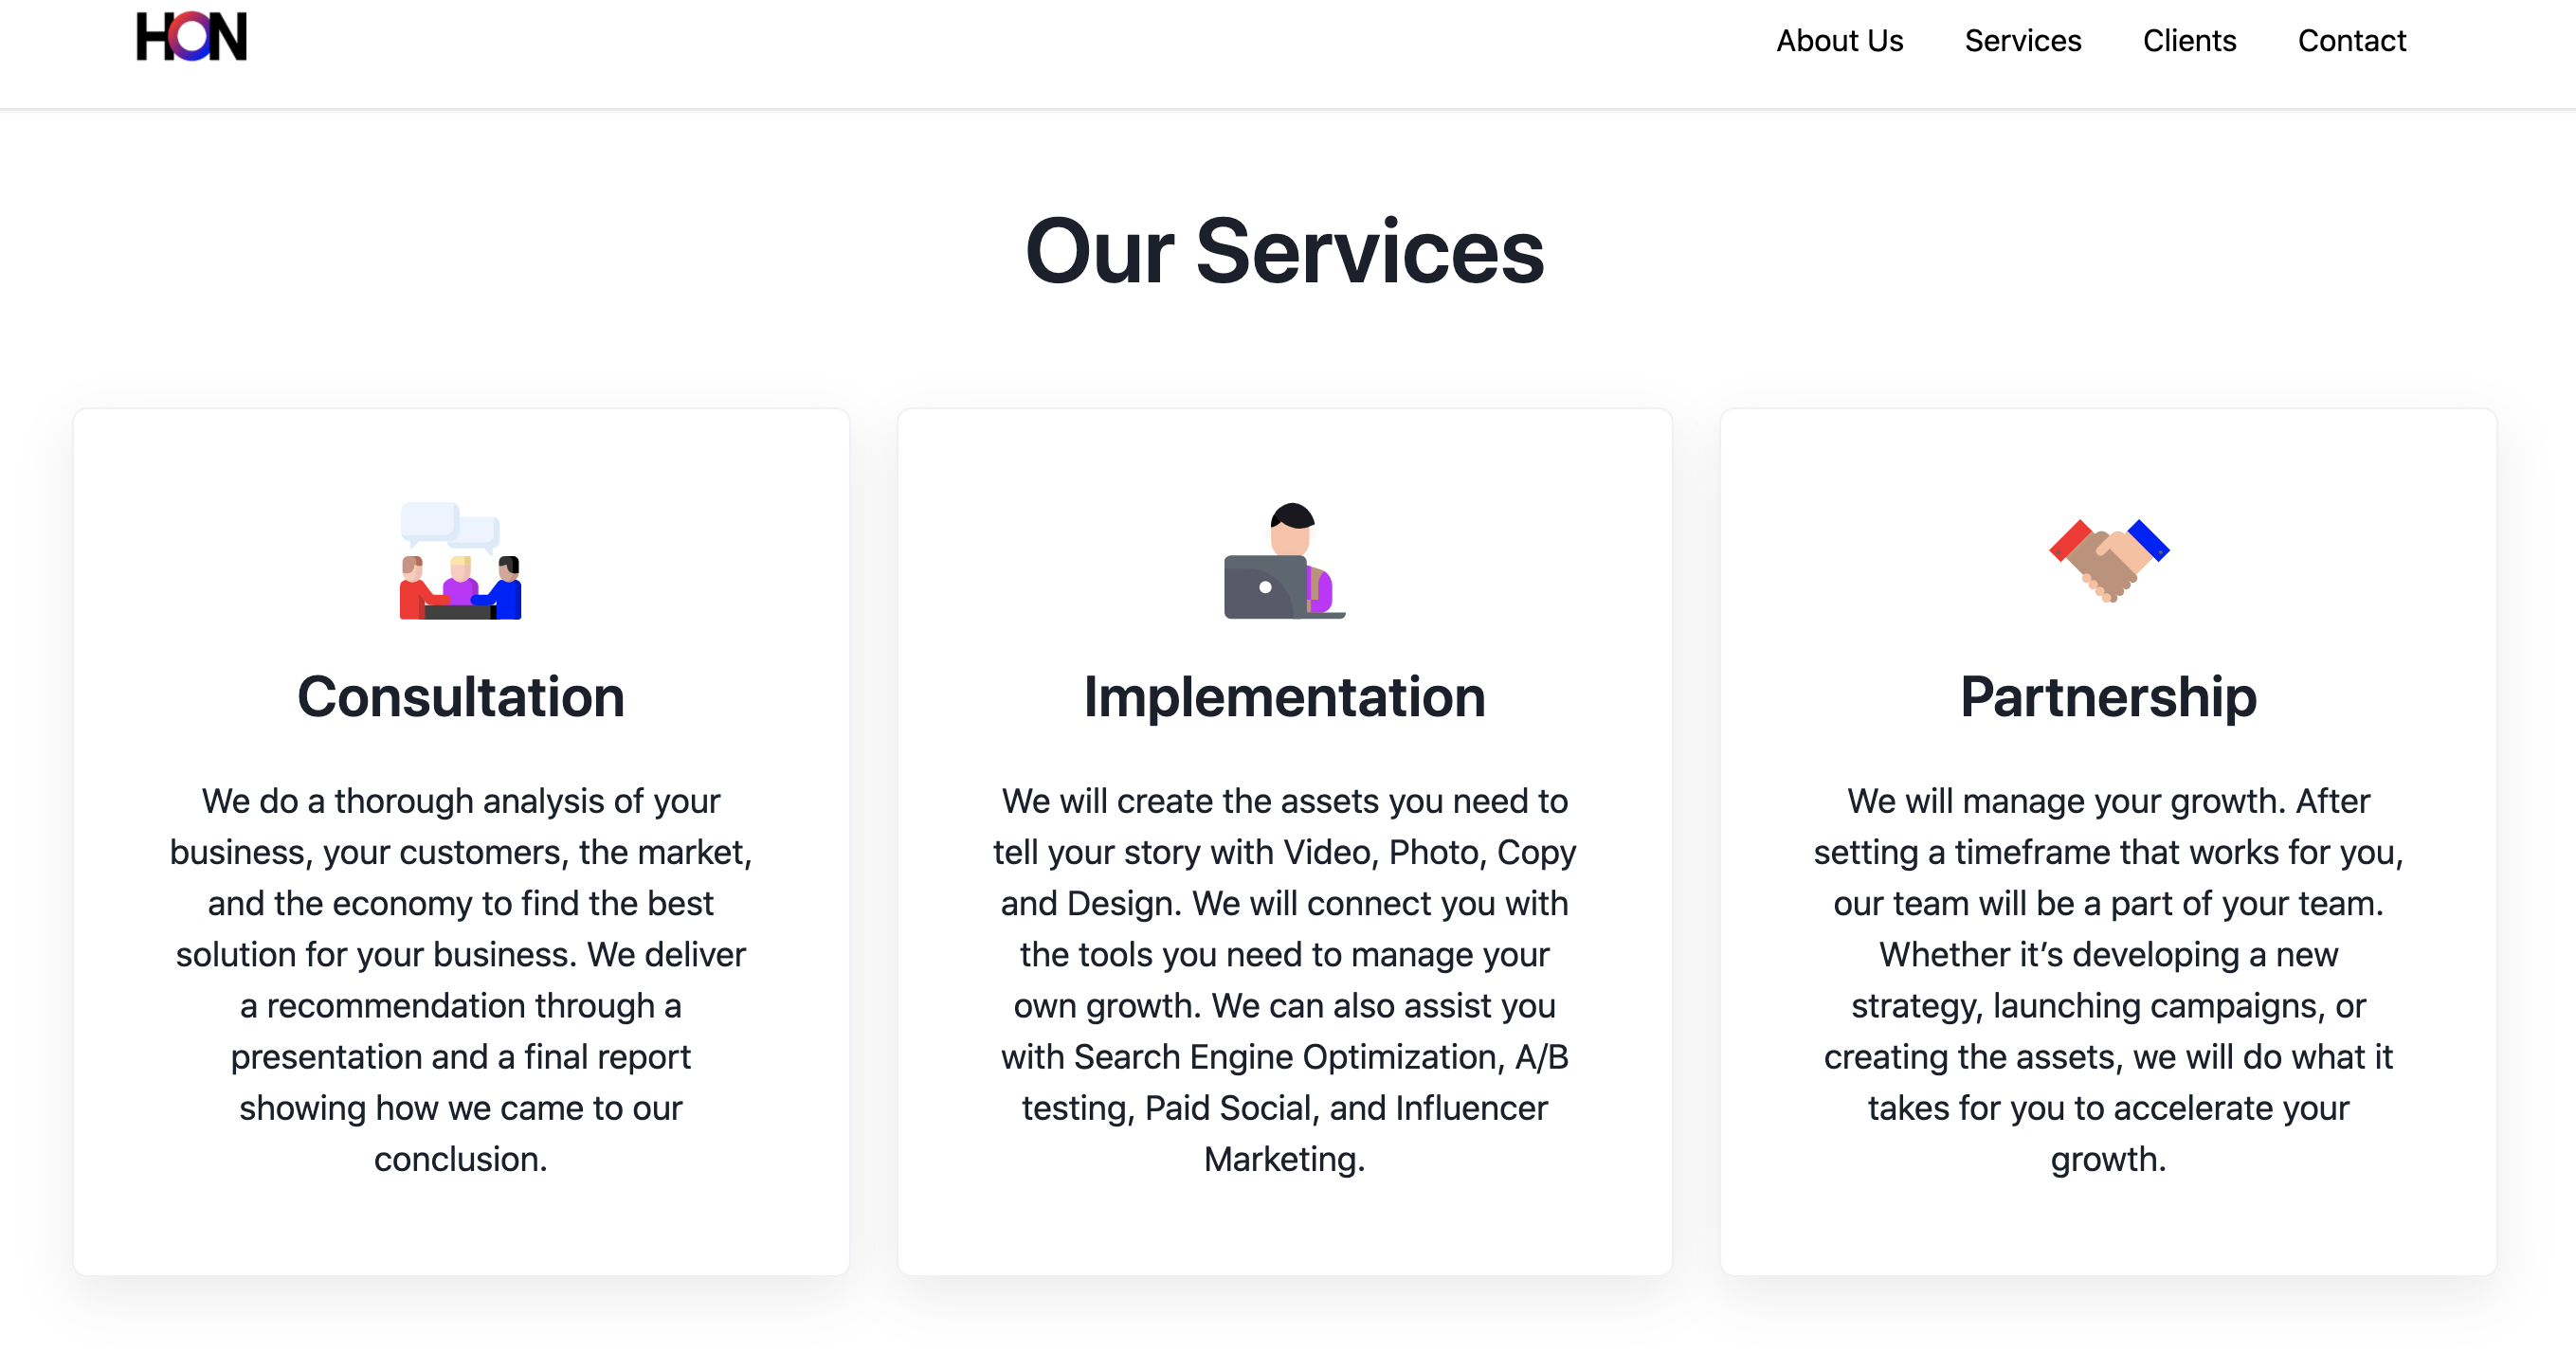 HON
About Us
Services
Clients
Contact
Our Services
Consultation
We do a thorough analysis of your
business, your customers, the market,
and the economy to find the best
solution for your business. We deliver
a recommendation through a
presentation and a final report
showing how we came to our
conclusion.
Implementation
We will create the assets you need to
tell your story with Video, Photo, Copy
and Design. We will connect you with
the tools you need to manage your
own growth. We can also assist you
with Search Engine Optimization, A/B
testing, Paid Social, and Influencer
Marketing.
Partnership
We will manage your growth. After
setting a timeframe that works for you,
our team will be a part of your team.
Whether it’s developing a new
strategy, launching campaigns, or
creating the assets, we will do what it
takes for you to accelerate your
growth.